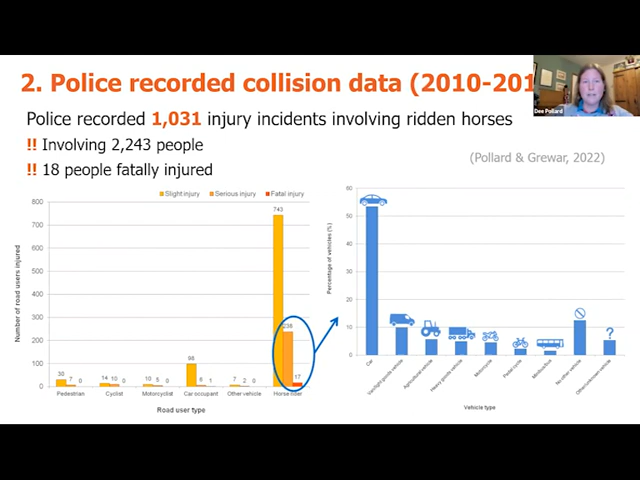 2. Police recorded collision data (2010-201
Dee Pollard
Police recorded 1,031 injury incidents involving ridden horses
!! Involving 2,243 people
!! 18 people fatally injured
(Pollard & Grewar, 2022)
Slight injury Serious injury Fatal injury
Number of road users injured
800
700
600
500
400
300
200
100
0
30 7 0
14 10 0
10 5 0
98 6 1
7 2 0
743 238 17
Pedestrian Cyclist Motorcyclist Car occupant Other vehicle Horse rider
Road user type
Percentage of vehicles (%)
60
50
40
30
20
10
0
?
Car
Van/light goods vehicle
Agricultural vehicle
Heavy goods vehicle
Motorcycle
Pedal cycle
Minibus/bus
No other vehicle
Other/unknown vehicle
Vehicle type